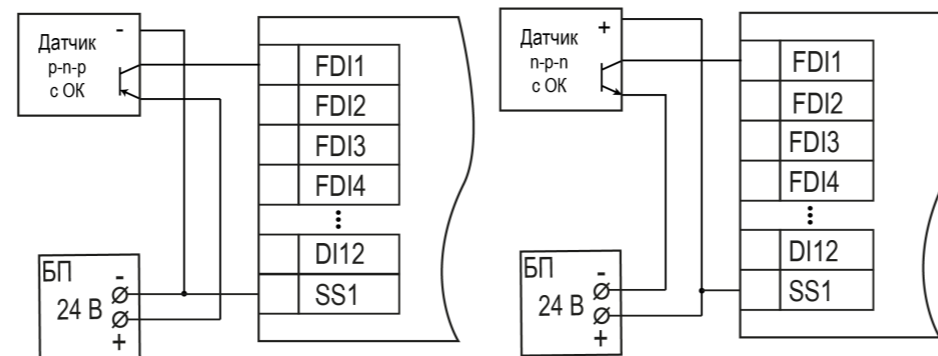 Датчик
p-n-p
с ОК
-
FDI1
FDI2
FDI3
FDI4
DI12
SS1
БП
24 В
-
+
Датчик
n-p-n
с ОК
+
FDI1
FDI2
FDI3
FDI4
DI12
SS1
БП
24 В
-
+